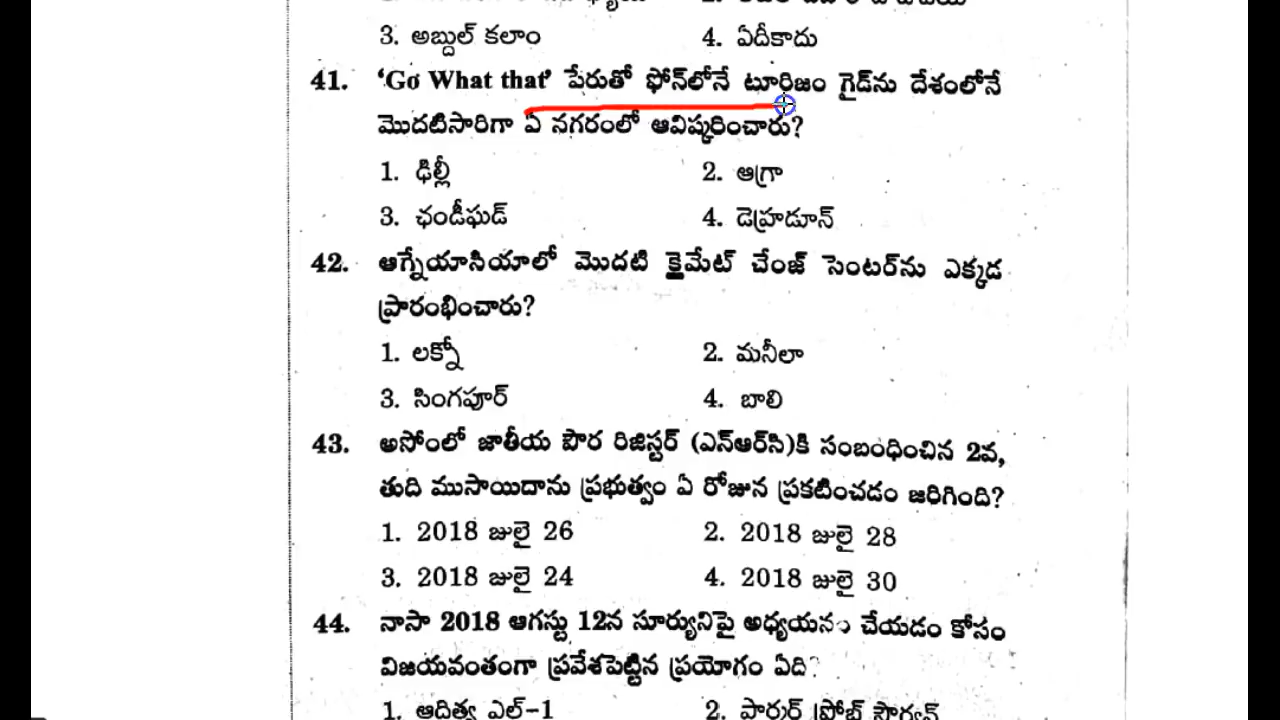 3. అబ్దుల్ కలాం 4. ఏదీకాదు
41. 'Go What that' పేరుతో ఫోన్‌లోనే టూరిజం గైడ్‌ను దేశంలోనే
మొదటిసారిగా ఏ నగరంలో ఆవిష్కరించారు?
1. ఢిల్లీ 2. ఆగ్రా
3. ఛండీఘడ్ 4. డెహ్రడూన్
42. ఆగ్నేయాసియాలో మొదటి క్లైమేట్ చేంజ్ సెంటర్‌ను ఎక్కడ
ప్రారంభించారు?
1. లక్నో 2. మనీలా
3. సింగపూర్ 4. బాలి
43. అసోంలో జాతీయ పౌర రిజిస్టర్ (ఎన్ఆర్‌సి)కి సంబంధించిన 2వ,
తుది ముసాయిదాను ప్రభుత్వం ఏ రోజున ప్రకటించడం జరిగింది?
1. 2018 జులై 26 2. 2018 జులై 28
3. 2018 జులై 24 4. 2018 జులై 30
44. నాసా 2018 ఆగస్టు 12న సూర్యునిపై అధ్యయనం చేయడం కోసం
విజయవంతంగా ప్రవేశపెట్టిన ప్రయోగం ఏది?
1. ఆదిత్య ఎల్-1 2. పార్కర్ ప్రోబ్